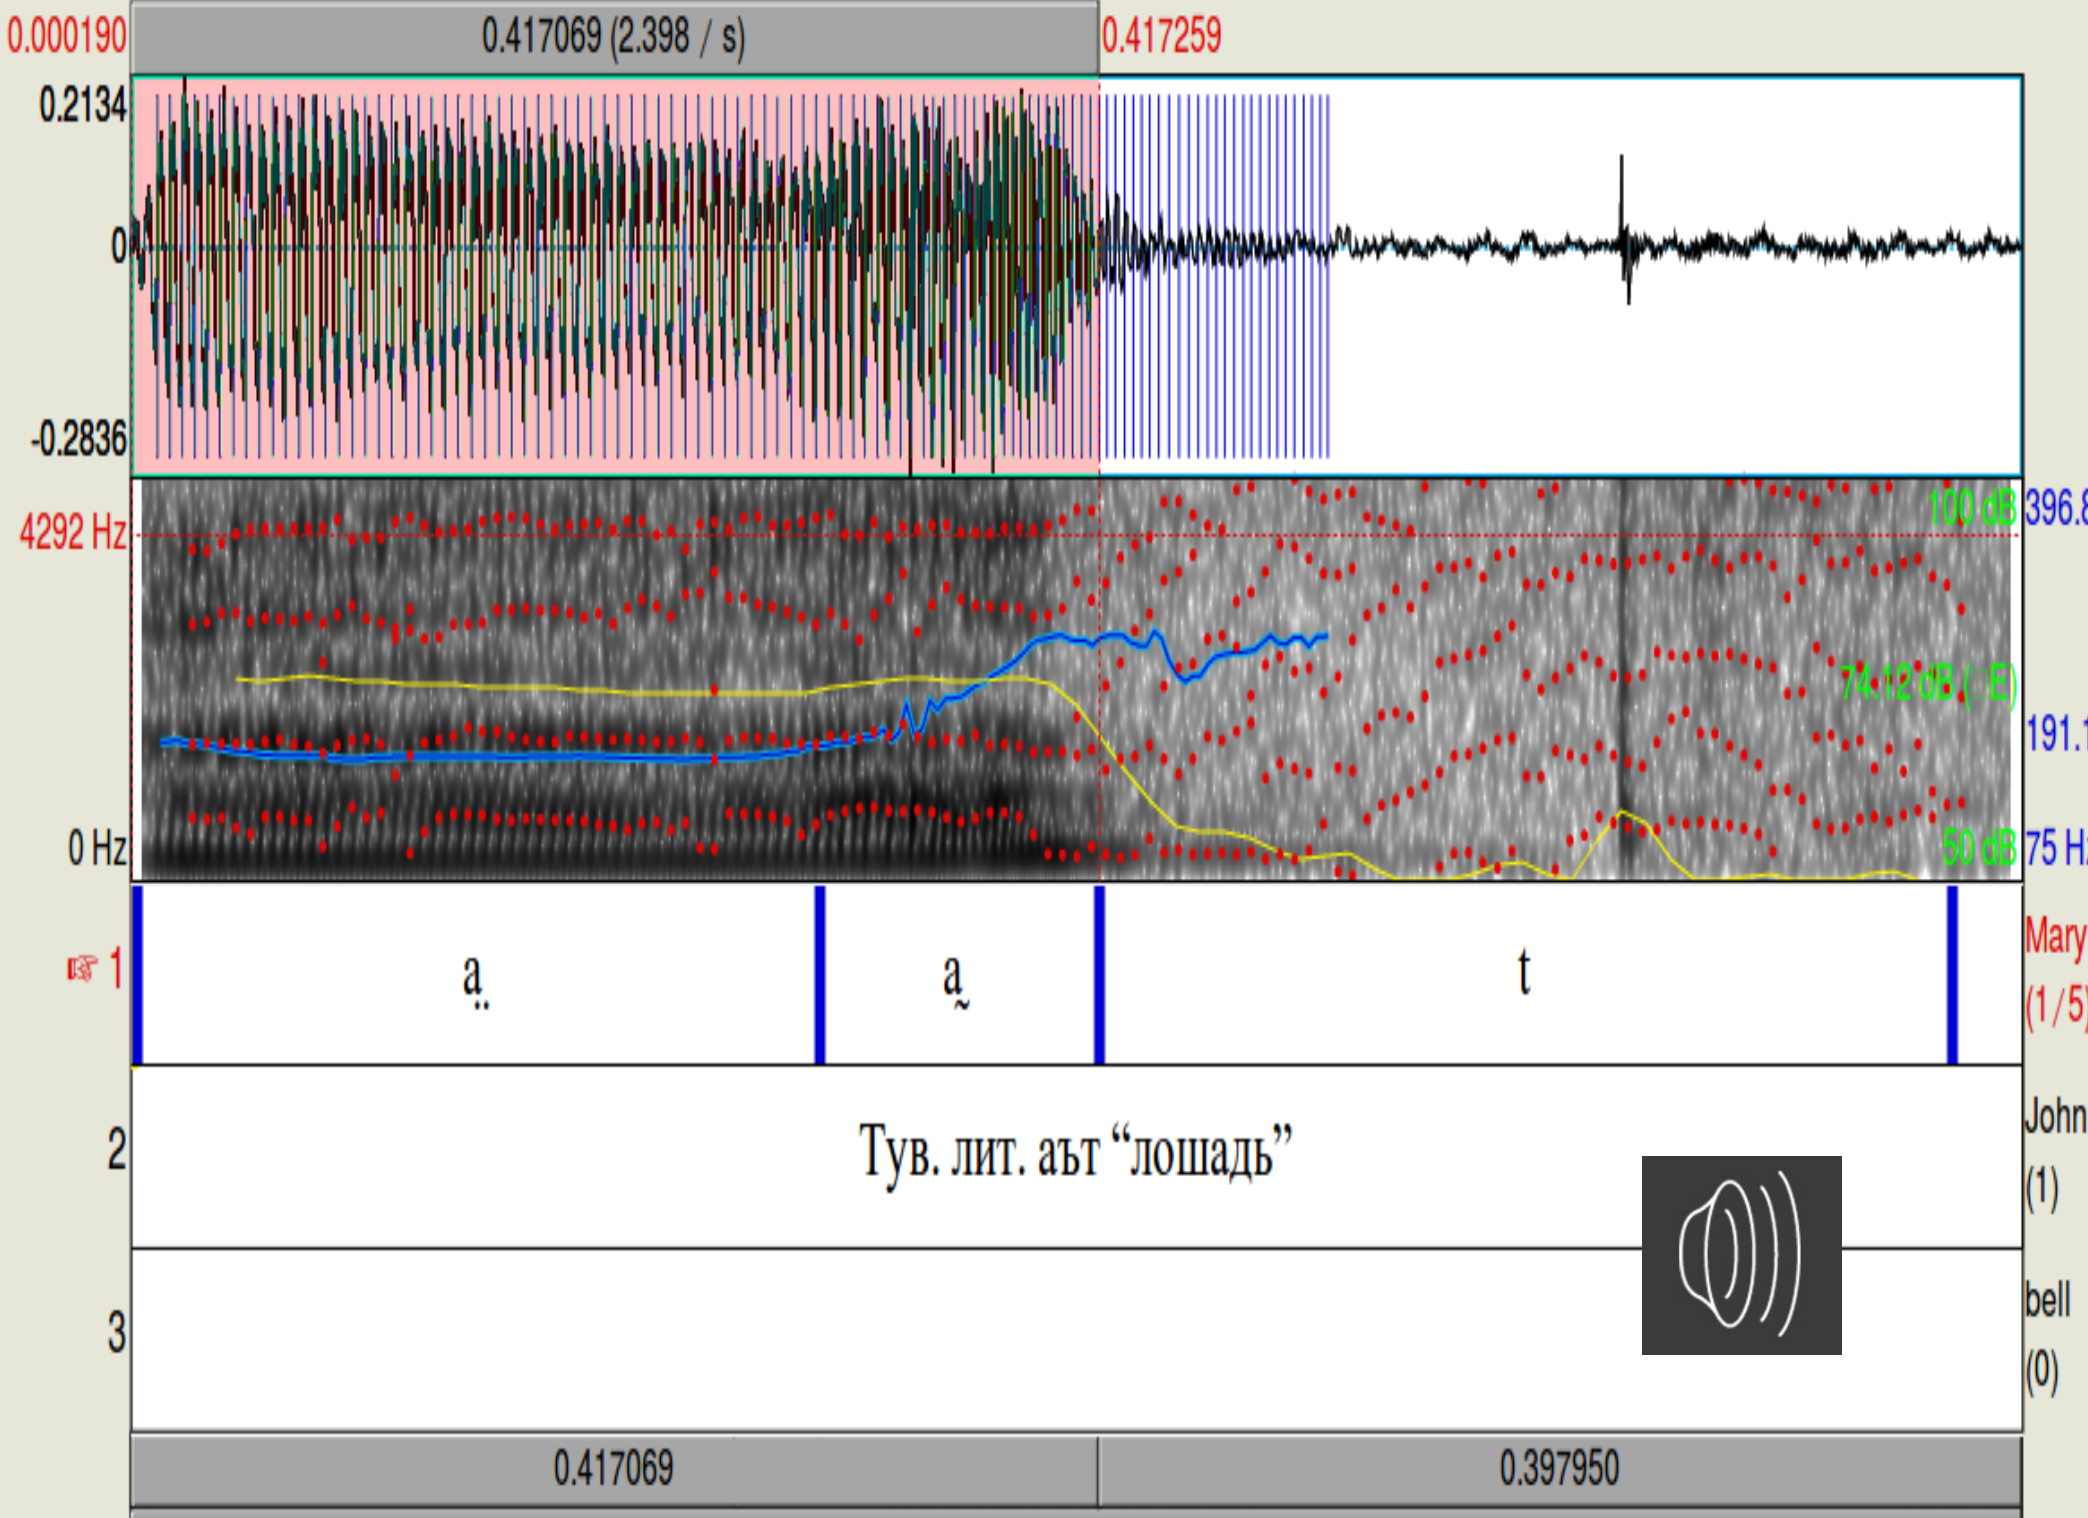 0.000190 0.417069 (2.398 / s) 0.417259
0.2134
0
-0.2836
4292 Hz 100 dB 396.8
74.12 dB (:E)
191.1
0 Hz 50 dB 75 Hz
☞ 1 a̤ a̰ t Mary
(1/5)
2 Тув. лит. аът “лошадь” John
(1)
3 bell
(0)
0.417069 0.397950